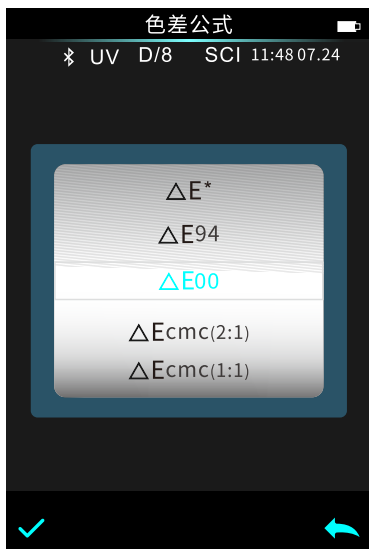 色差公式
UV D/8 SCI 11:48 07.24
△E*
△E94
△E00
△Ecmc(2:1)
△Ecmc(1:1)